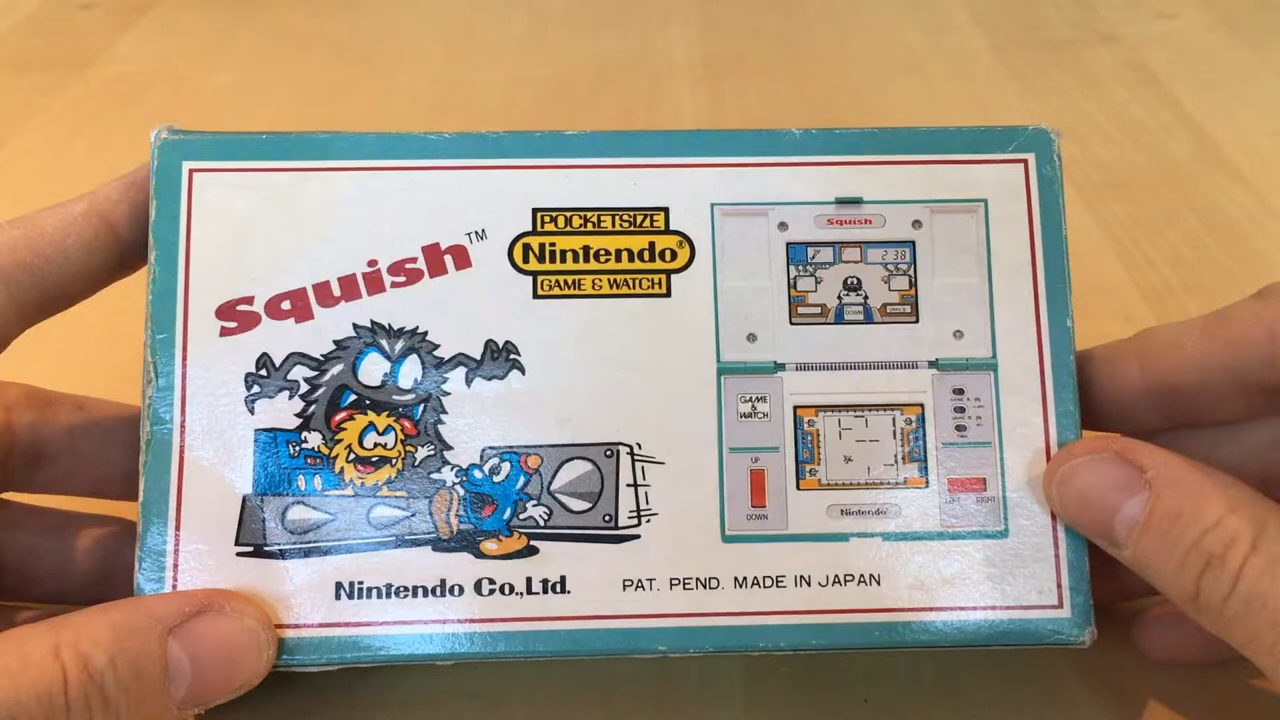 Squish™
POCKETSIZE
Nintendo®
GAME & WATCH
Squish
2 38
DOWN
GAME
&
WATCH
UP
DOWN
LEFT RIGHT
Nintendo®
Nintendo Co.,Ltd.
PAT. PEND. MADE IN JAPAN